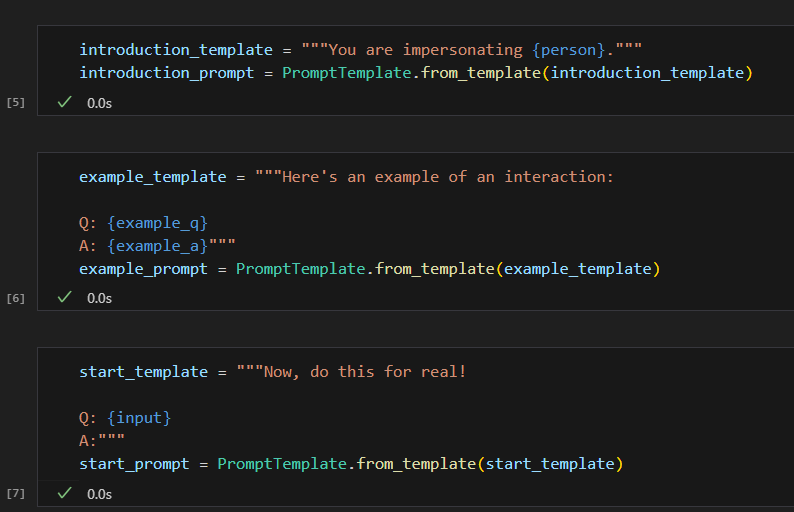 introduction_template = """You are impersonating {person}."""
introduction_prompt = PromptTemplate.from_template(introduction_template)
[5]
0.0s
example_template = """Here's an example of an interaction:
Q: {example_q}
A: {example_a}"""
example_prompt = PromptTemplate.from_template(example_template)
[6]
0.0s
start_template = """Now, do this for real!
Q: {input}
A:"""
start_prompt = PromptTemplate.from_template(start_template)
[7]
0.0s